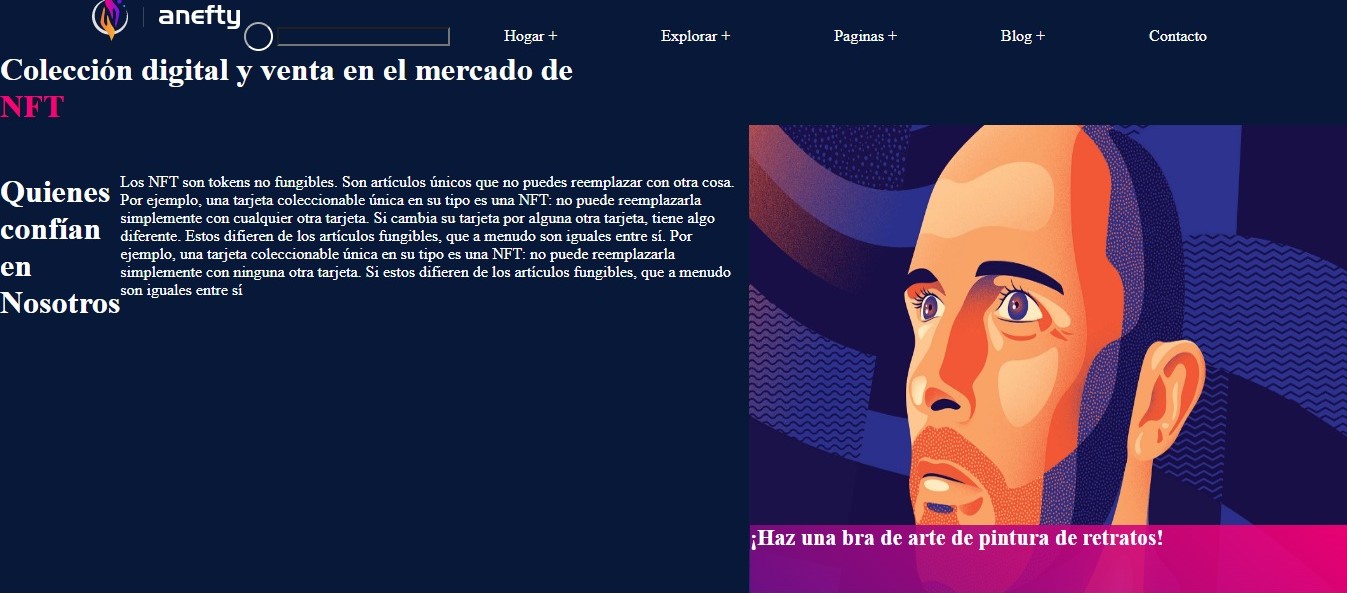 anefty
Hogar + Explorar + Paginas + Blog + Contacto
Colección digital y venta en el mercado de
NFT
Quienes
confían
en
Nosotros
Los NFT son tokens no fungibles. Son artículos únicos que no puedes reemplazar con otra cosa.
Por ejemplo, una tarjeta coleccionable única en su tipo es una NFT: no puede reemplazarla
simplemente con cualquier otra tarjeta. Si cambia su tarjeta por alguna otra tarjeta, tiene algo
diferente. Estos difieren de los artículos fungibles, que a menudo son iguales entre sí. Por
ejemplo, una tarjeta coleccionable única en su tipo es una NFT: no puede reemplazarla
simplemente con ninguna otra tarjeta. Si estos difieren de los artículos fungibles, que a menudo
son iguales entre sí
¡Haz una bra de arte de pintura de retratos!